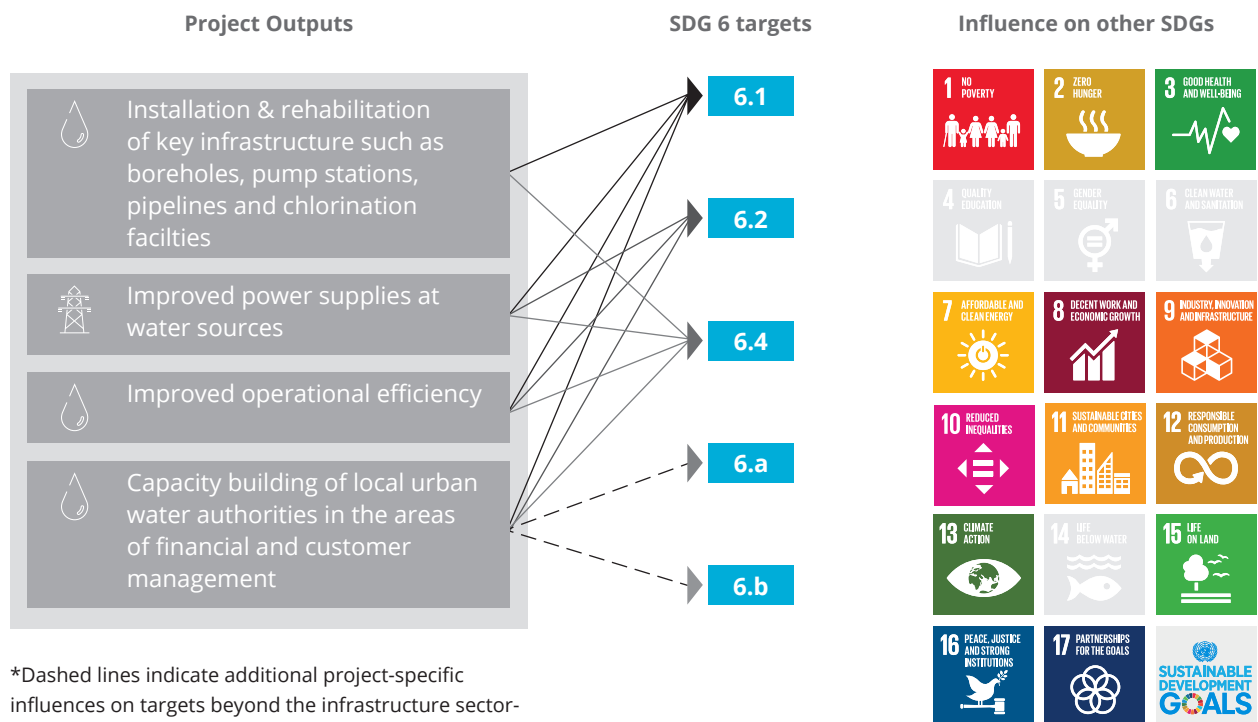 Project Outputs
SDG 6 targets
Influence on other SDGs
Installation & rehabilitation
of key infrastructure such as
boreholes, pump stations,
pipelines and chlorination
facilties
Improved power supplies at
water sources
Improved operational efficiency
Capacity building of local urban
water authorities in the areas
of financial and customer
management
*Dashed lines indicate additional project-specific
influences on targets beyond the infrastructure sector-
6.1
6.2
6.4
6.a
6.b
1 NO
POVERTY
2 ZERO
HUNGER
3 GOOD HEALTH
AND WELL-BEING
4 QUALITY
EDUCATION
5 GENDER
EQUALITY
6 CLEAN WATER
AND SANITATION
7 AFFORDABLE AND
CLEAN ENERGY
8 DECENT WORK AND
ECONOMIC GROWTH
9 INDUSTRY, INNOVATION
AND INFRASTRUCTURE
10 REDUCED
INEQUALITIES
11 SUSTAINABLE CITIES
AND COMMUNITIES
12 RESPONSIBLE
CONSUMPTION
AND PRODUCTION
13 CLIMATE
ACTION
14 LIFE
BELOW WATER
15 LIFE
ON LAND
16 PEACE, JUSTICE
AND STRONG
INSTITUTIONS
17 PARTNERSHIPS
FOR THE GOALS
SUSTAINABLE
DEVELOPMENT
GOALS